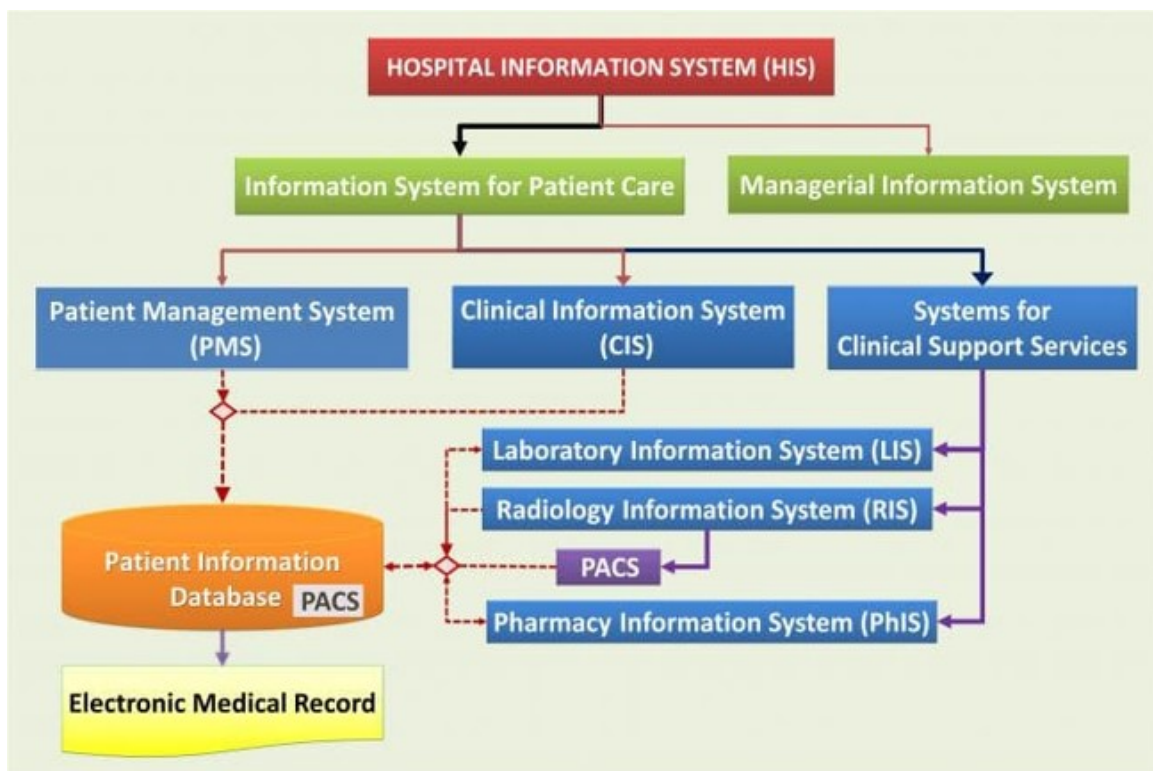 HOSPITAL INFORMATION SYSTEM (HIS)
Information System for Patient Care
Managerial Information System
Patient Management System
(PMS)
Clinical Information System
(CIS)
Systems for
Clinical Support Services
Laboratory Information System (LIS)
Radiology Information System (RIS)
PACS
Pharmacy Information System (PhIS)
Patient Information
Database PACS
Electronic Medical Record